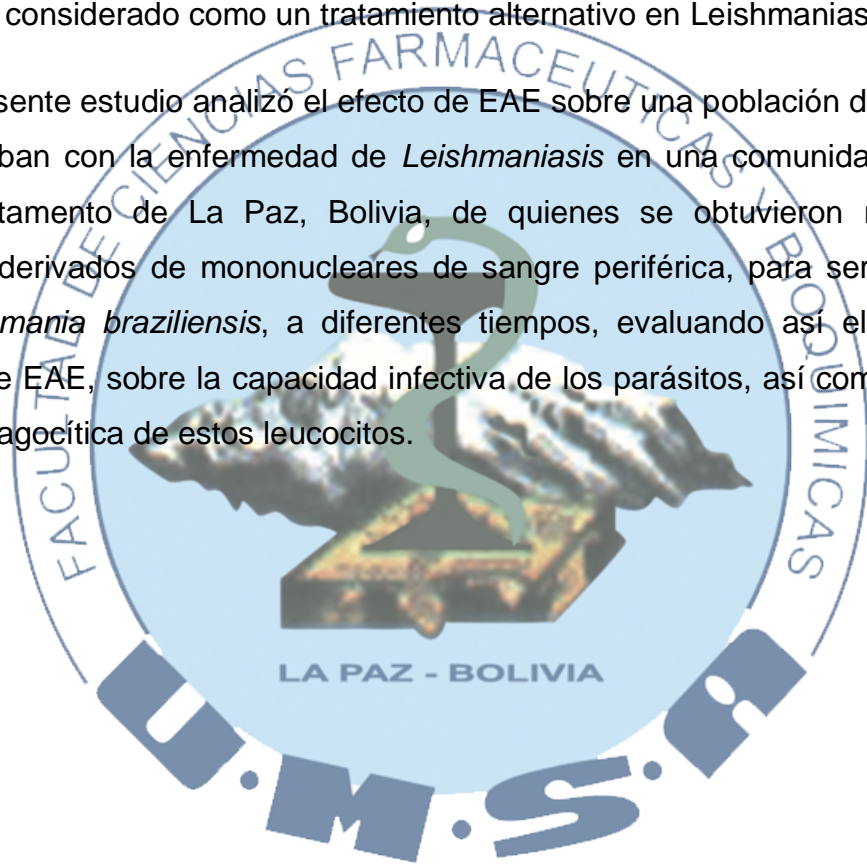 considerado como un tratamiento alternativo en Leishmanias
sente estudio analizó el efecto de EAE sobre una población d
ban con la enfermedad de Leishmaniasis en una comunida
tamento de La Paz, Bolivia, de quienes se obtuvieron
derivados de mononucleares de sangre periférica, para ser
mania braziliensis, a diferentes tiempos, evaluando así el
e EAE, sobre la capacidad infectiva de los parásitos, así com
agocítica de estos leucocitos.
FACULTAD DE CIENCIAS FARMACEUTICAS Y BIOQUIMICAS
LA PAZ - BOLIVIA
U.M.S.A